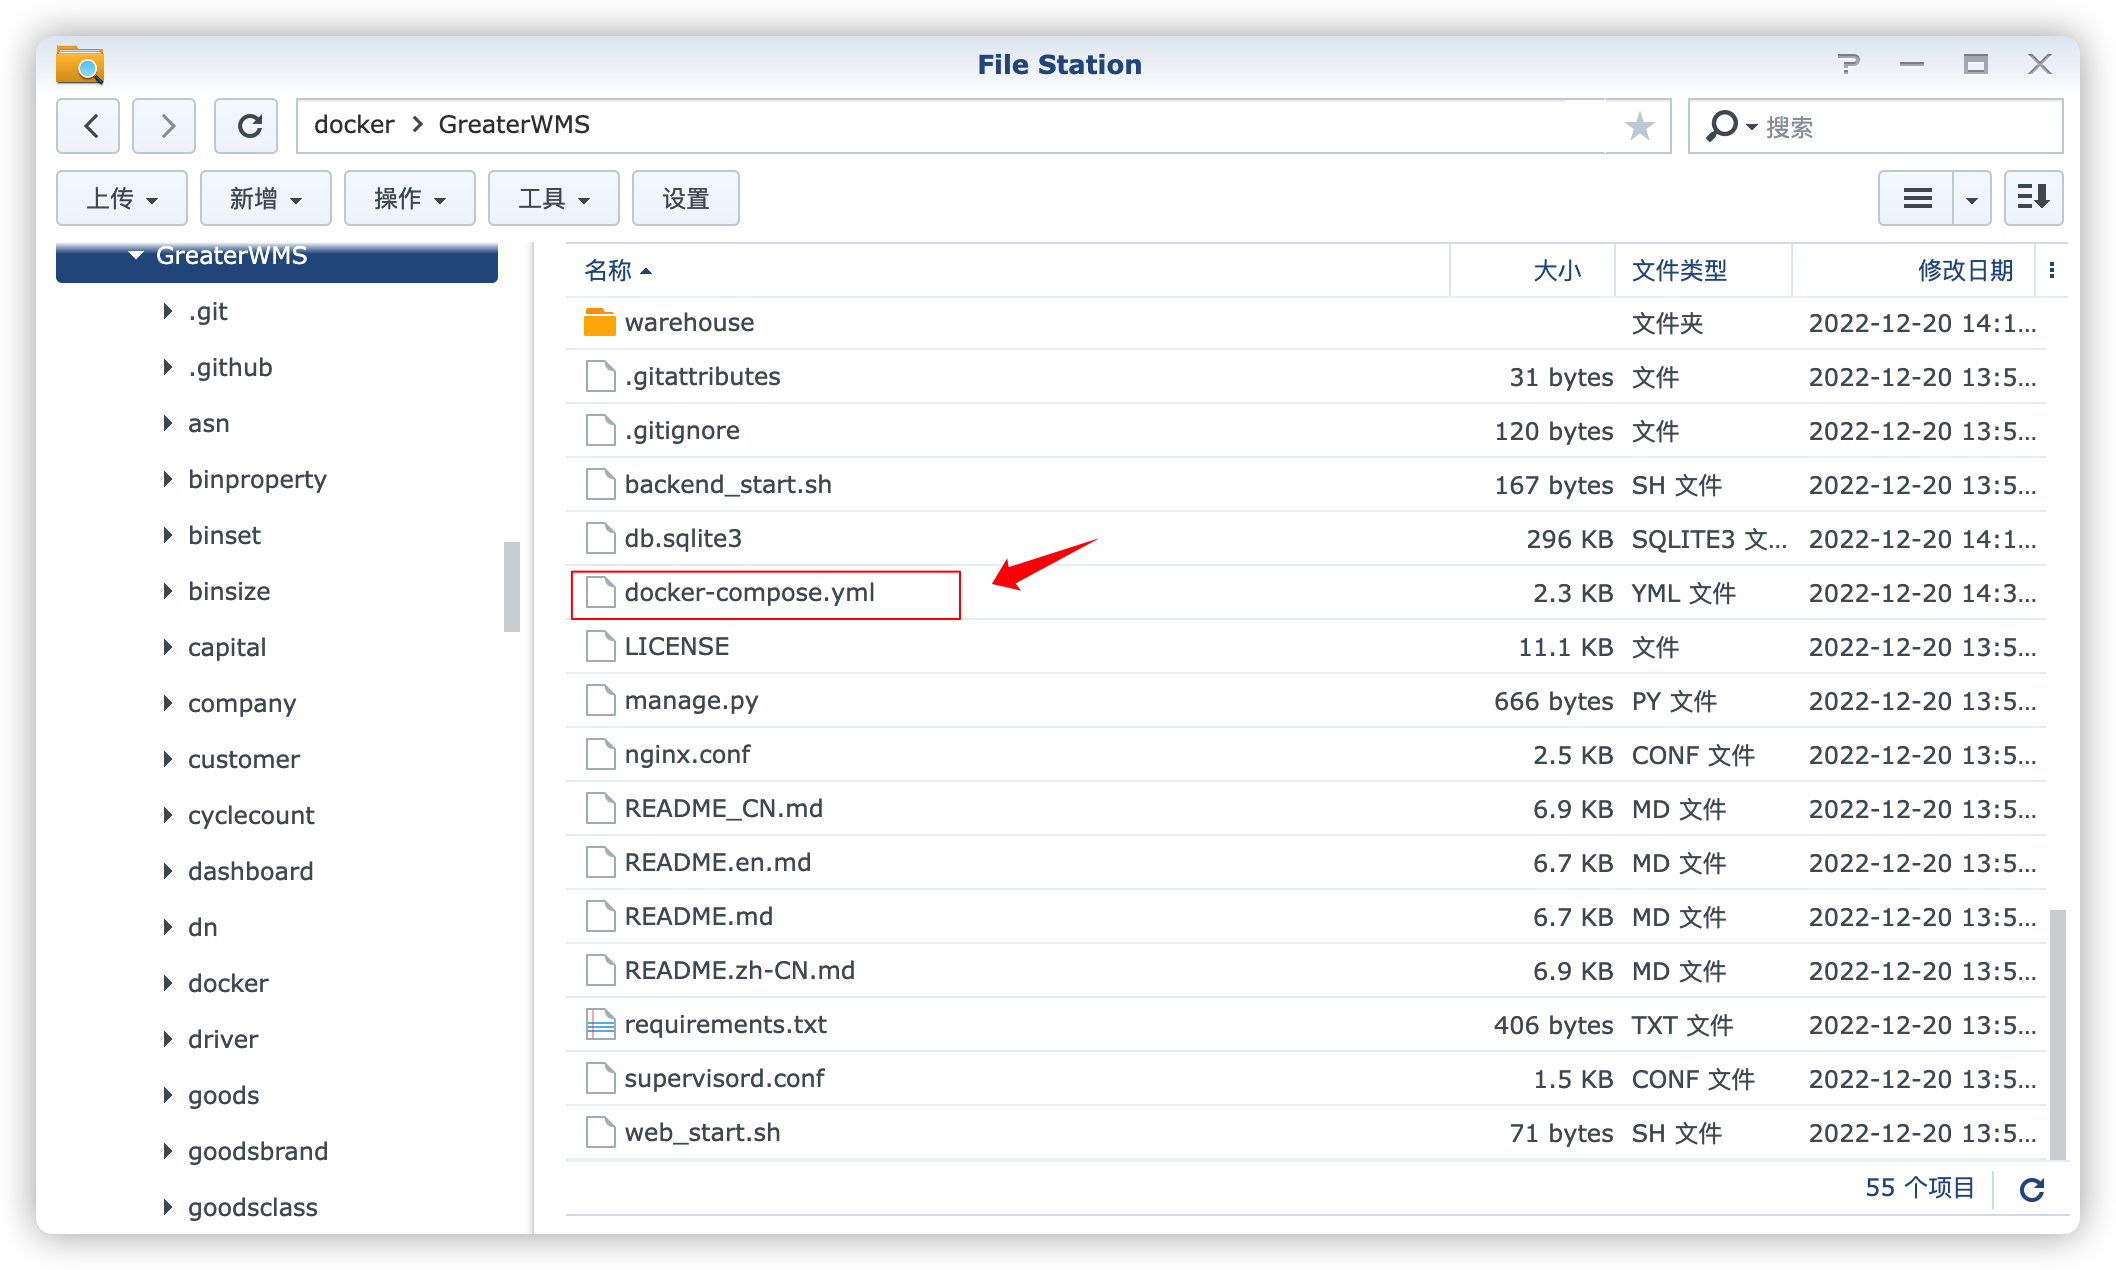 File Station
docker > GreaterWMS
搜索
上传 新增 操作 工具 设置
GreaterWMS
.git
.github
asn
binproperty
binset
binsize
capital
company
customer
cyclecount
dashboard
dn
docker
driver
goods
goodsbrand
goodsclass
名称 大小 文件类型 修改日期
warehouse 文件夹 2022-12-20 14:1...
.gitattributes 31 bytes 文件 2022-12-20 13:5...
.gitignore 120 bytes 文件 2022-12-20 13:5...
backend_start.sh 167 bytes SH 文件 2022-12-20 13:5...
db.sqlite3 296 KB SQLITE3 文... 2022-12-20 14:1...
docker-compose.yml 2.3 KB YML 文件 2022-12-20 14:3...
LICENSE 11.1 KB 文件 2022-12-20 13:5...
manage.py 666 bytes PY 文件 2022-12-20 13:5...
nginx.conf 2.5 KB CONF 文件 2022-12-20 13:5...
README_CN.md 6.9 KB MD 文件 2022-12-20 13:5...
README.en.md 6.7 KB MD 文件 2022-12-20 13:5...
README.md 6.7 KB MD 文件 2022-12-20 13:5...
README.zh-CN.md 6.9 KB MD 文件 2022-12-20 13:5...
requirements.txt 406 bytes TXT 文件 2022-12-20 13:5...
supervisord.conf 1.5 KB CONF 文件 2022-12-20 13:5...
web_start.sh 71 bytes SH 文件 2022-12-20 13:5...
55 个项目